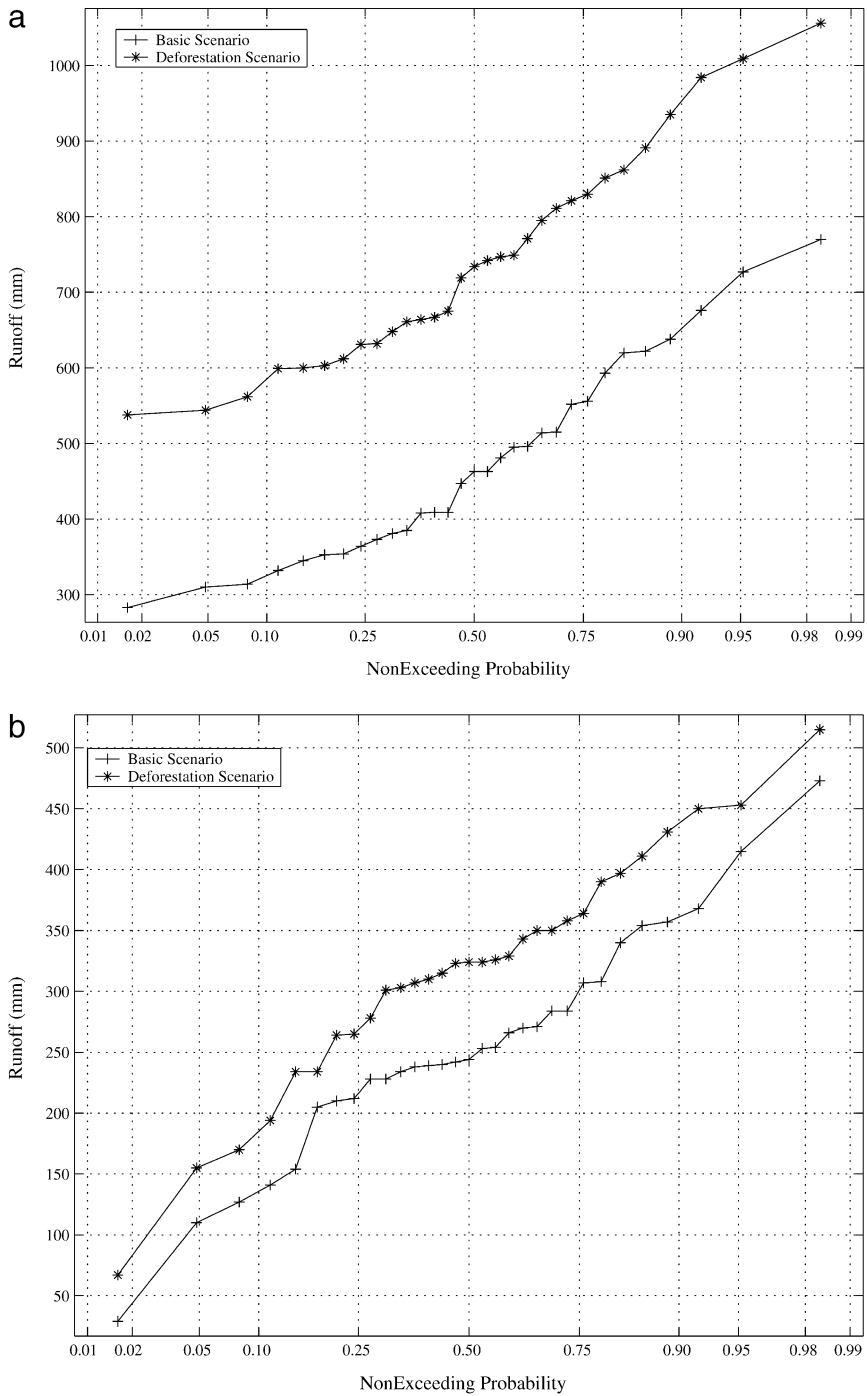 a
Basic Scenario
Deforestation Scenario
1000
900
800
700
600
500
400
300
Runoff (mm)
0.01 0.02 0.05 0.10 0.25 0.50 0.75 0.90 0.95 0.98 0.99
NonExceeding Probability
b
Basic Scenario
Deforestation Scenario
500
450
400
350
300
250
200
150
100
50
Runoff (mm)
0.01 0.02 0.05 0.10 0.25 0.50 0.75 0.90 0.95 0.98 0.99
NonExceeding Probability